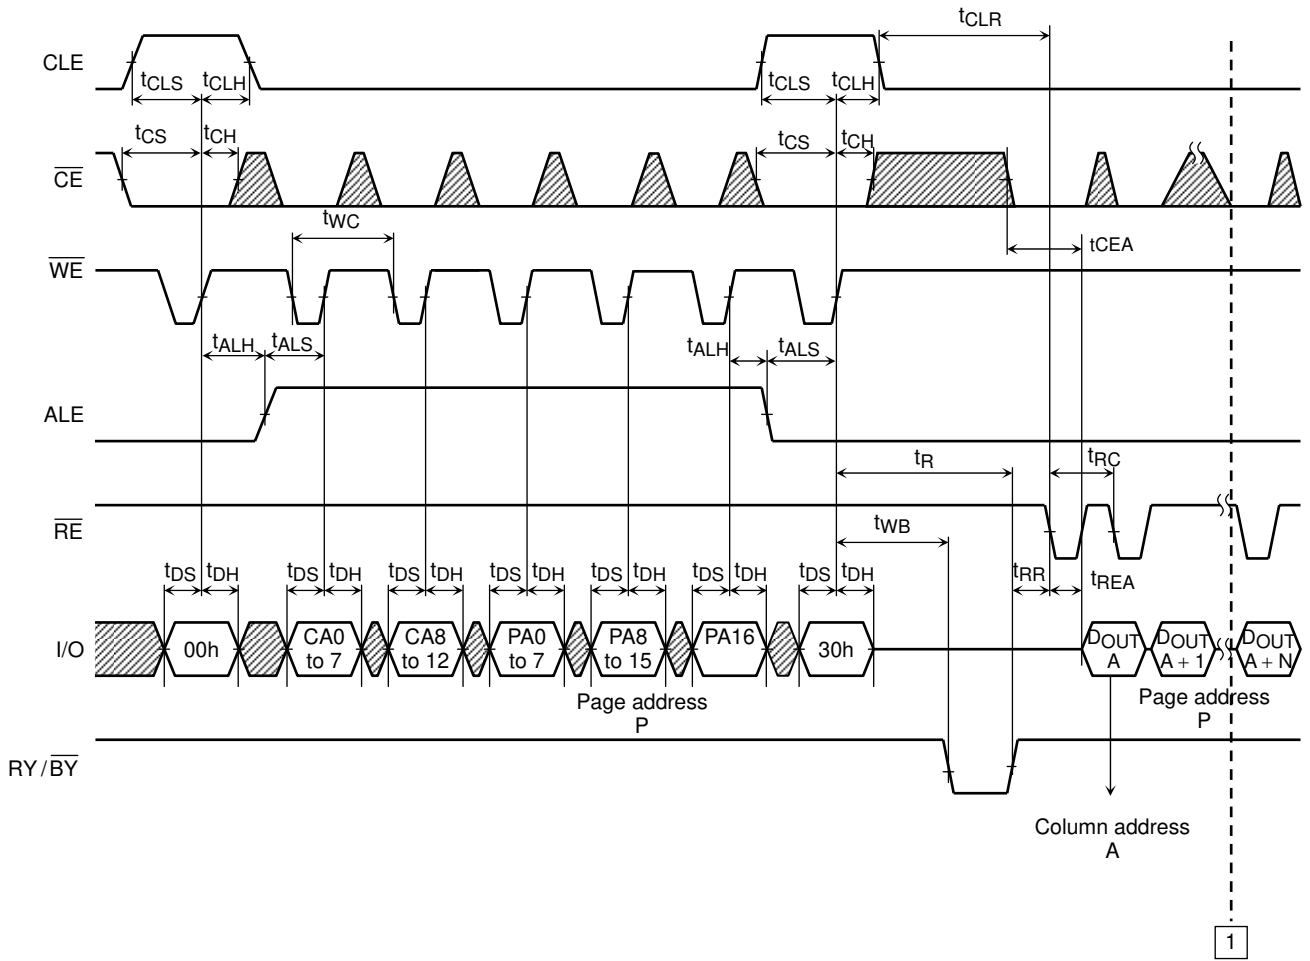 tCLR
CLE
tCLS tCLH tCLS tCLH
tCS tCH tCS tCH
CE
tWC
tCEA
WE
tALH tALS tALH tALS
ALE
tR tRC
RE
tWB
tDS tDH tDS tDH tDS tDH tDS tDH tDS tDH tDS tDH tDS tDH tRR tREA
I/O 00h CA0 CA8 PA0 PA8 PA16 30h DOUT DOUT DOUT
to 7 to 12 to 7 to 15 A A + 1 A + N
Page address Page address
P P
RY/BY
Column address
A
1